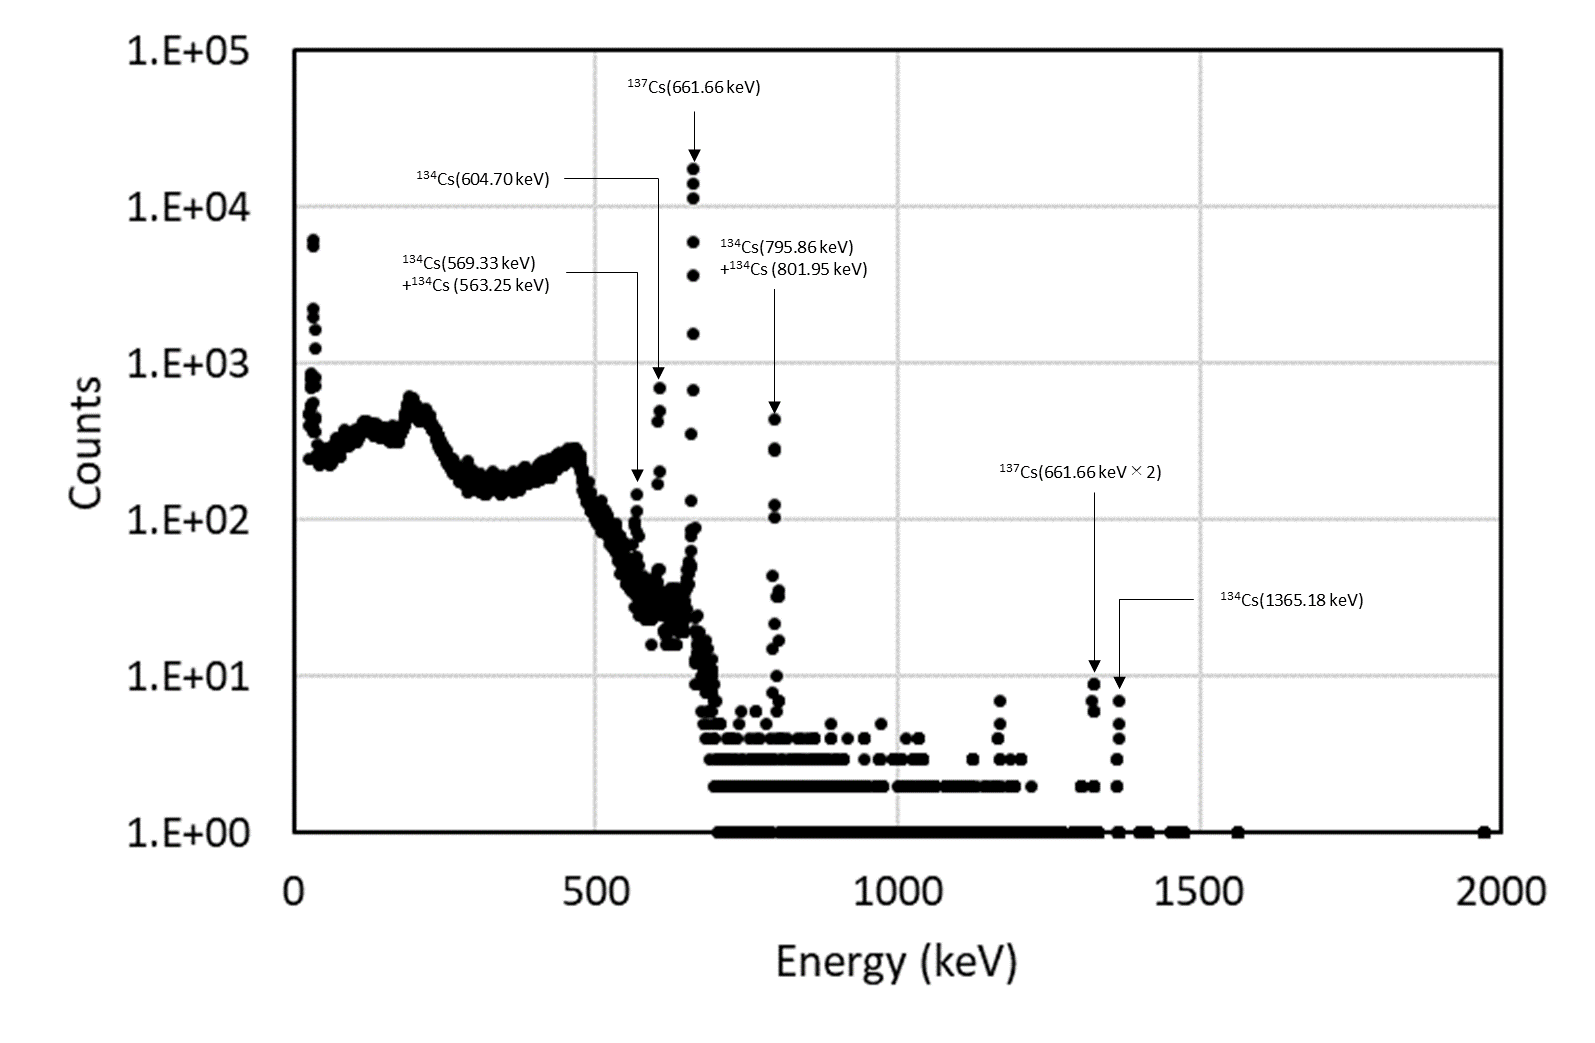 1.E+05
1.E+04
1.E+03
1.E+02
1.E+01
1.E+00
Counts
¹³⁷Cs(661.66 keV)
¹³⁴Cs(604.70 keV)
¹³⁴Cs(569.33 keV)
+¹³⁴Cs (563.25 keV)
¹³⁴Cs(795.86 keV)
+¹³⁴Cs (801.95 keV)
¹³⁷Cs(661.66 keV × 2)
¹³⁴Cs(1365.18 keV)
0 500 1000 1500 2000
Energy (keV)